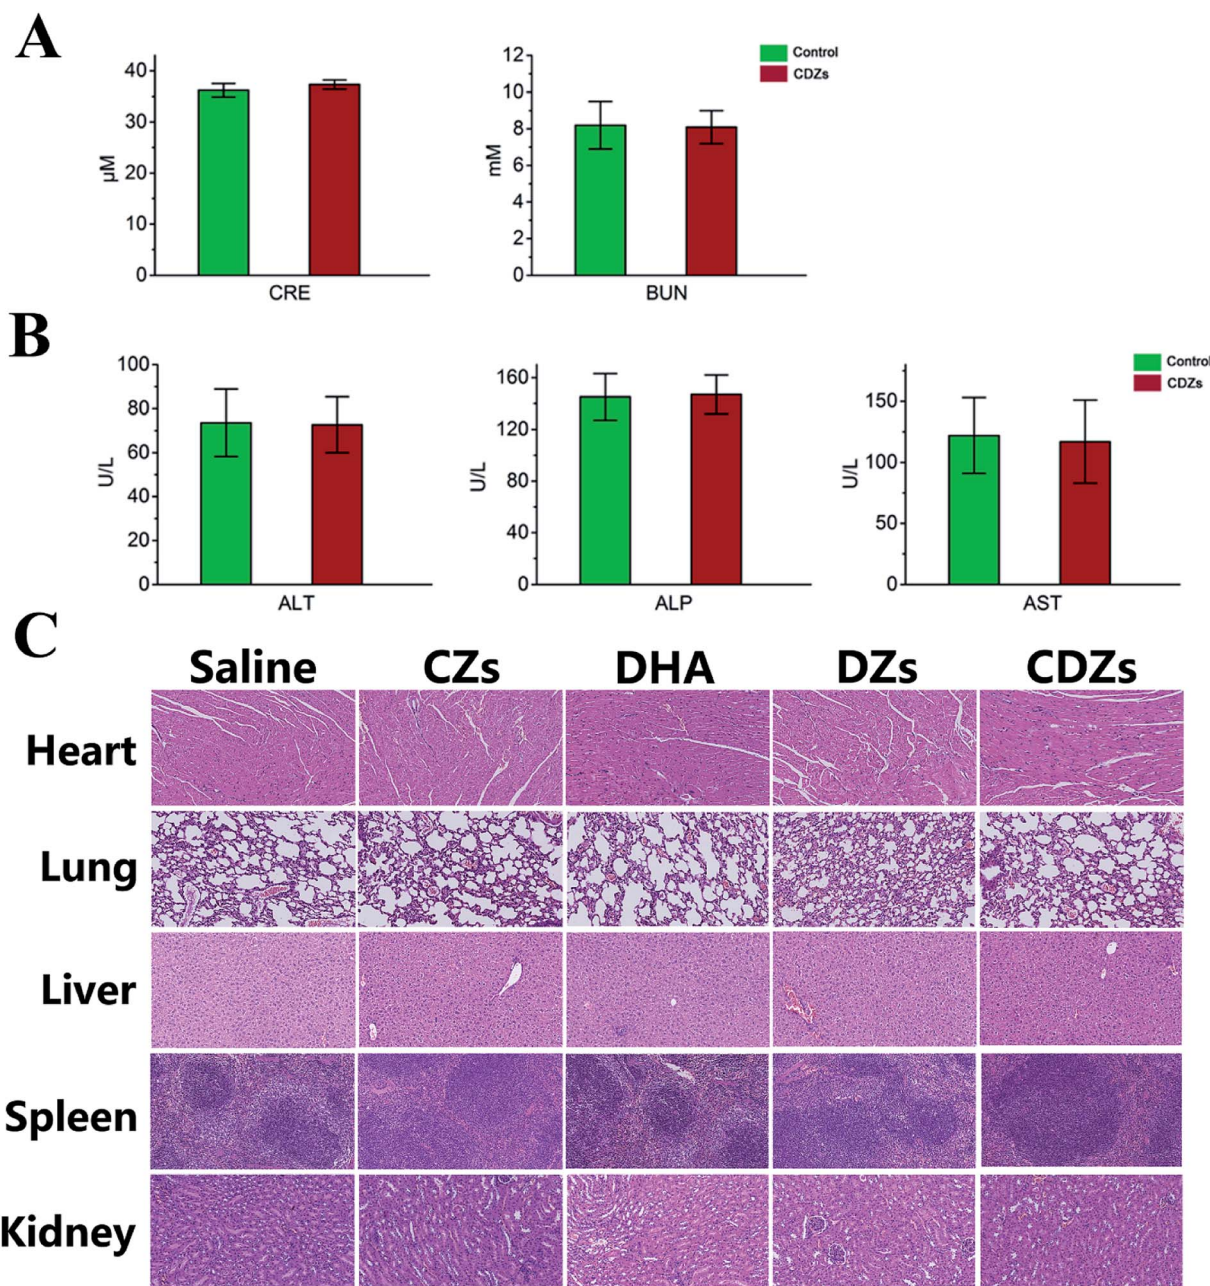 A
40
30
20
10
0
µM
CRE
12
10
8
6
4
2
0
mM
BUN
Control
CDZs
B
100
80
60
40
20
0
U/L
ALT
160
120
80
40
0
U/L
ALP
150
100
50
0
U/L
AST
Control
CDZs
C
Saline CZs DHA DZs CDZs
Heart
Lung
Liver
Spleen
Kidney